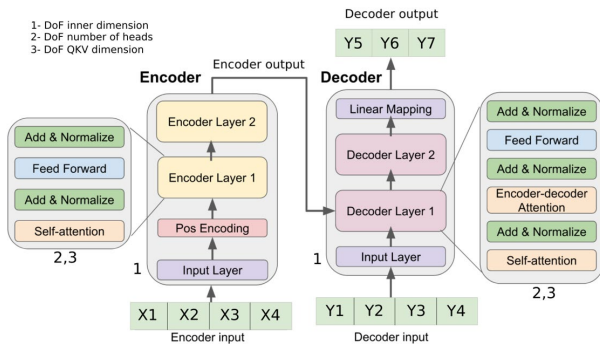 1- DoF inner dimension
2- DoF number of heads
3- DoF QKV dimension
Decoder output
Y5 Y6 Y7
Encoder output
Encoder
Decoder
Encoder Layer 2
Encoder Layer 1
Pos Encoding
Input Layer
1
Add & Normalize
Feed Forward
Add & Normalize
Self-attention
2,3
X1 X2 X3 X4
Encoder input
Linear Mapping
Decoder Layer 2
Decoder Layer 1
Input Layer
1
Y1 Y2 Y3 Y4
Decoder input
Add & Normalize
Feed Forward
Add & Normalize
Encoder-decoder
Attention
Add & Normalize
Self-attention
2,3